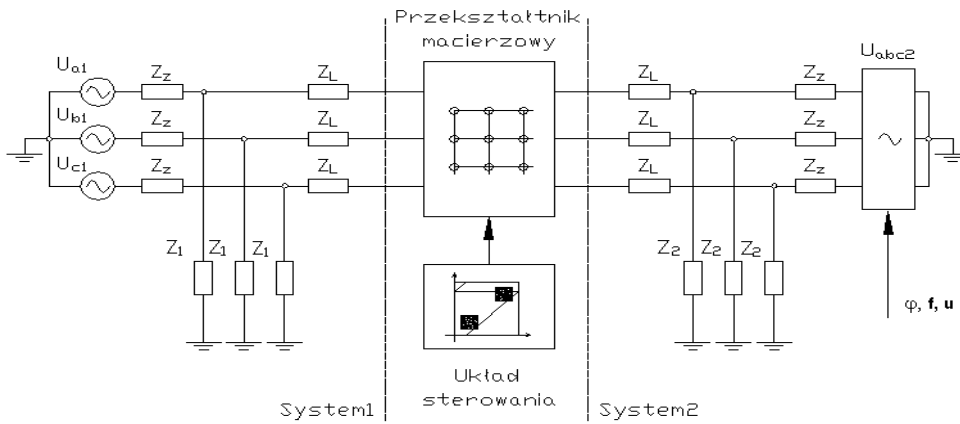 Przekształtnik
macierzowy
Ua1
Zz
ZL
ZL
Zz
Uabc2
Ub1
Zz
ZL
ZL
Zz
Uc1
Zz
ZL
ZL
Zz
Z1
Z1
Z1
Z2
Z2
Z2
φ, f, u
Układ
sterowania
System1
System2